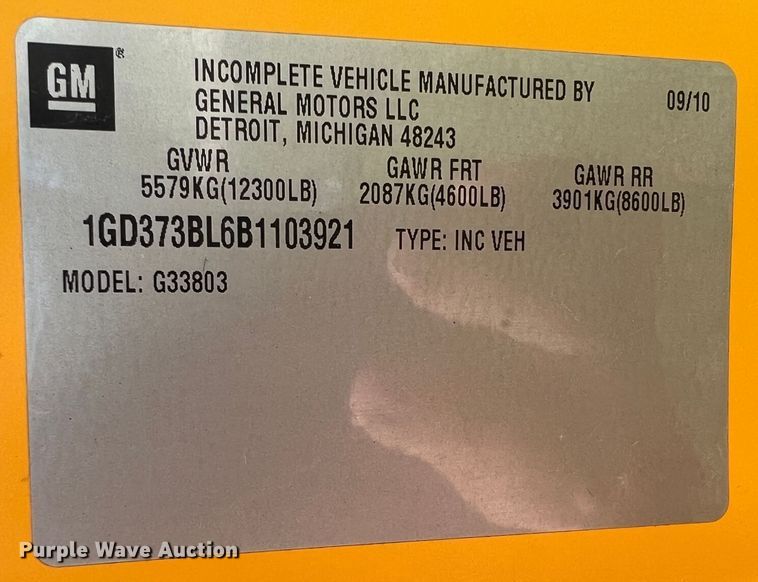 GM®
INCOMPLETE VEHICLE MANUFACTURED BY
GENERAL MOTORS LLC
DETROIT, MICHIGAN 48243
09/10
GVWR
5579KG(12300LB)
GAWR FRT
2087KG(4600LB)
GAWR RR
3901KG(8600LB)
1GD373BL6B1103921 TYPE: INC VEH
MODEL: G33803
Purple Wave Auction